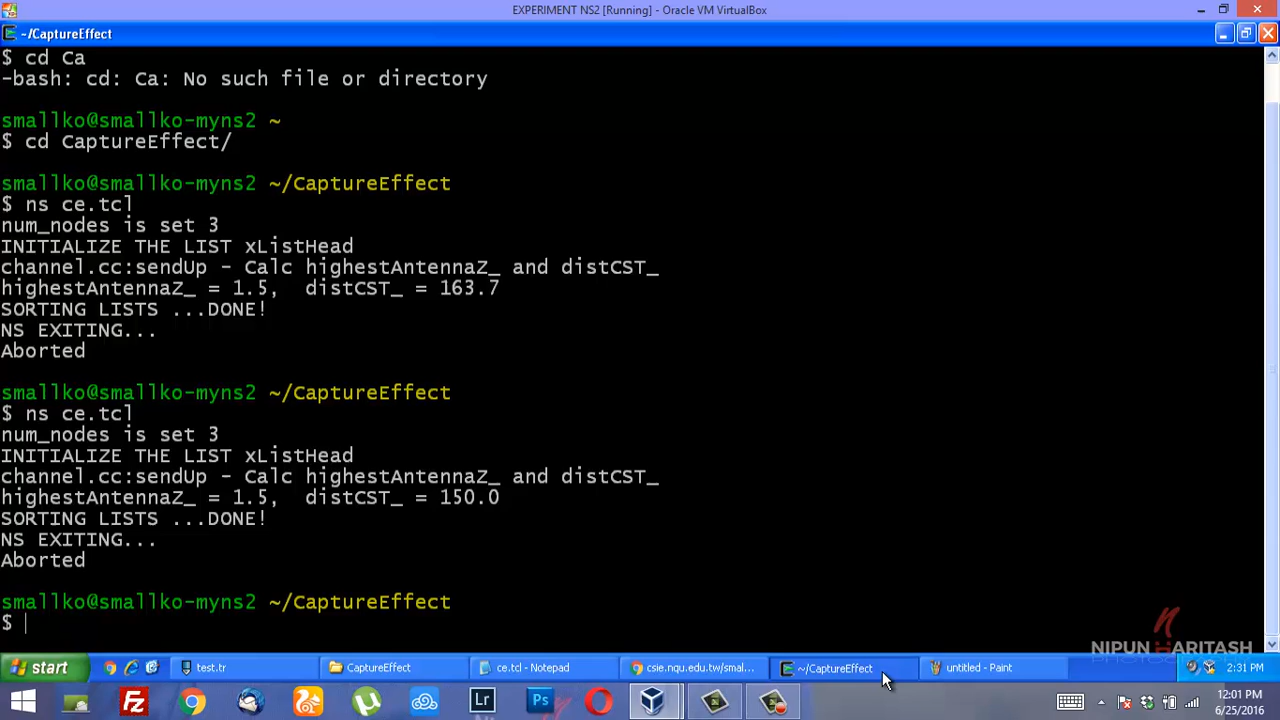 EXPERIMENT NS2 [Running] - Oracle VM VirtualBox
~/CaptureEffect
$ cd Ca
-bash: cd: Ca: No such file or directory
smallko@smallko-myns2 ~
$ cd CaptureEffect/
smallko@smallko-myns2 ~/CaptureEffect
$ ns ce.tcl
num_nodes is set 3
INITIALIZE THE LIST xListHead
channel.cc:sendUp - Calc highestAntennaZ_ and distCST_
highestAntennaZ_ = 1.5,  distCST_ = 163.7
SORTING LISTS ...DONE!
NS EXITING...
Aborted
smallko@smallko-myns2 ~/CaptureEffect
$ ns ce.tcl
num_nodes is set 3
INITIALIZE THE LIST xListHead
channel.cc:sendUp - Calc highestAntennaZ_ and distCST_
highestAntennaZ_ = 1.5,  distCST_ = 150.0
SORTING LISTS ...DONE!
NS EXITING...
Aborted
smallko@smallko-myns2 ~/CaptureEffect
$
NIPUN HARITASH
PHOTOGRAPHY
start test.tr CaptureEffect ce.tcl - Notepad csie.nqu.edu.tw/smal... ~/CaptureEffect untitled - Paint 2:31 PM
Fz Lr Ps 12:01 PM
6/25/2016